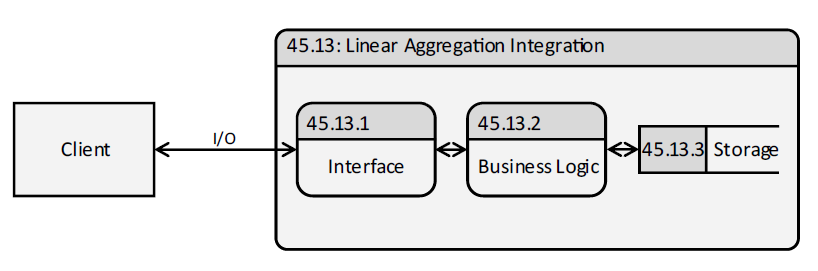 45.13: Linear Aggregation Integration
45.13.1
45.13.2
I/O
Client
45.13.3
Storage
Interface
Business Logic